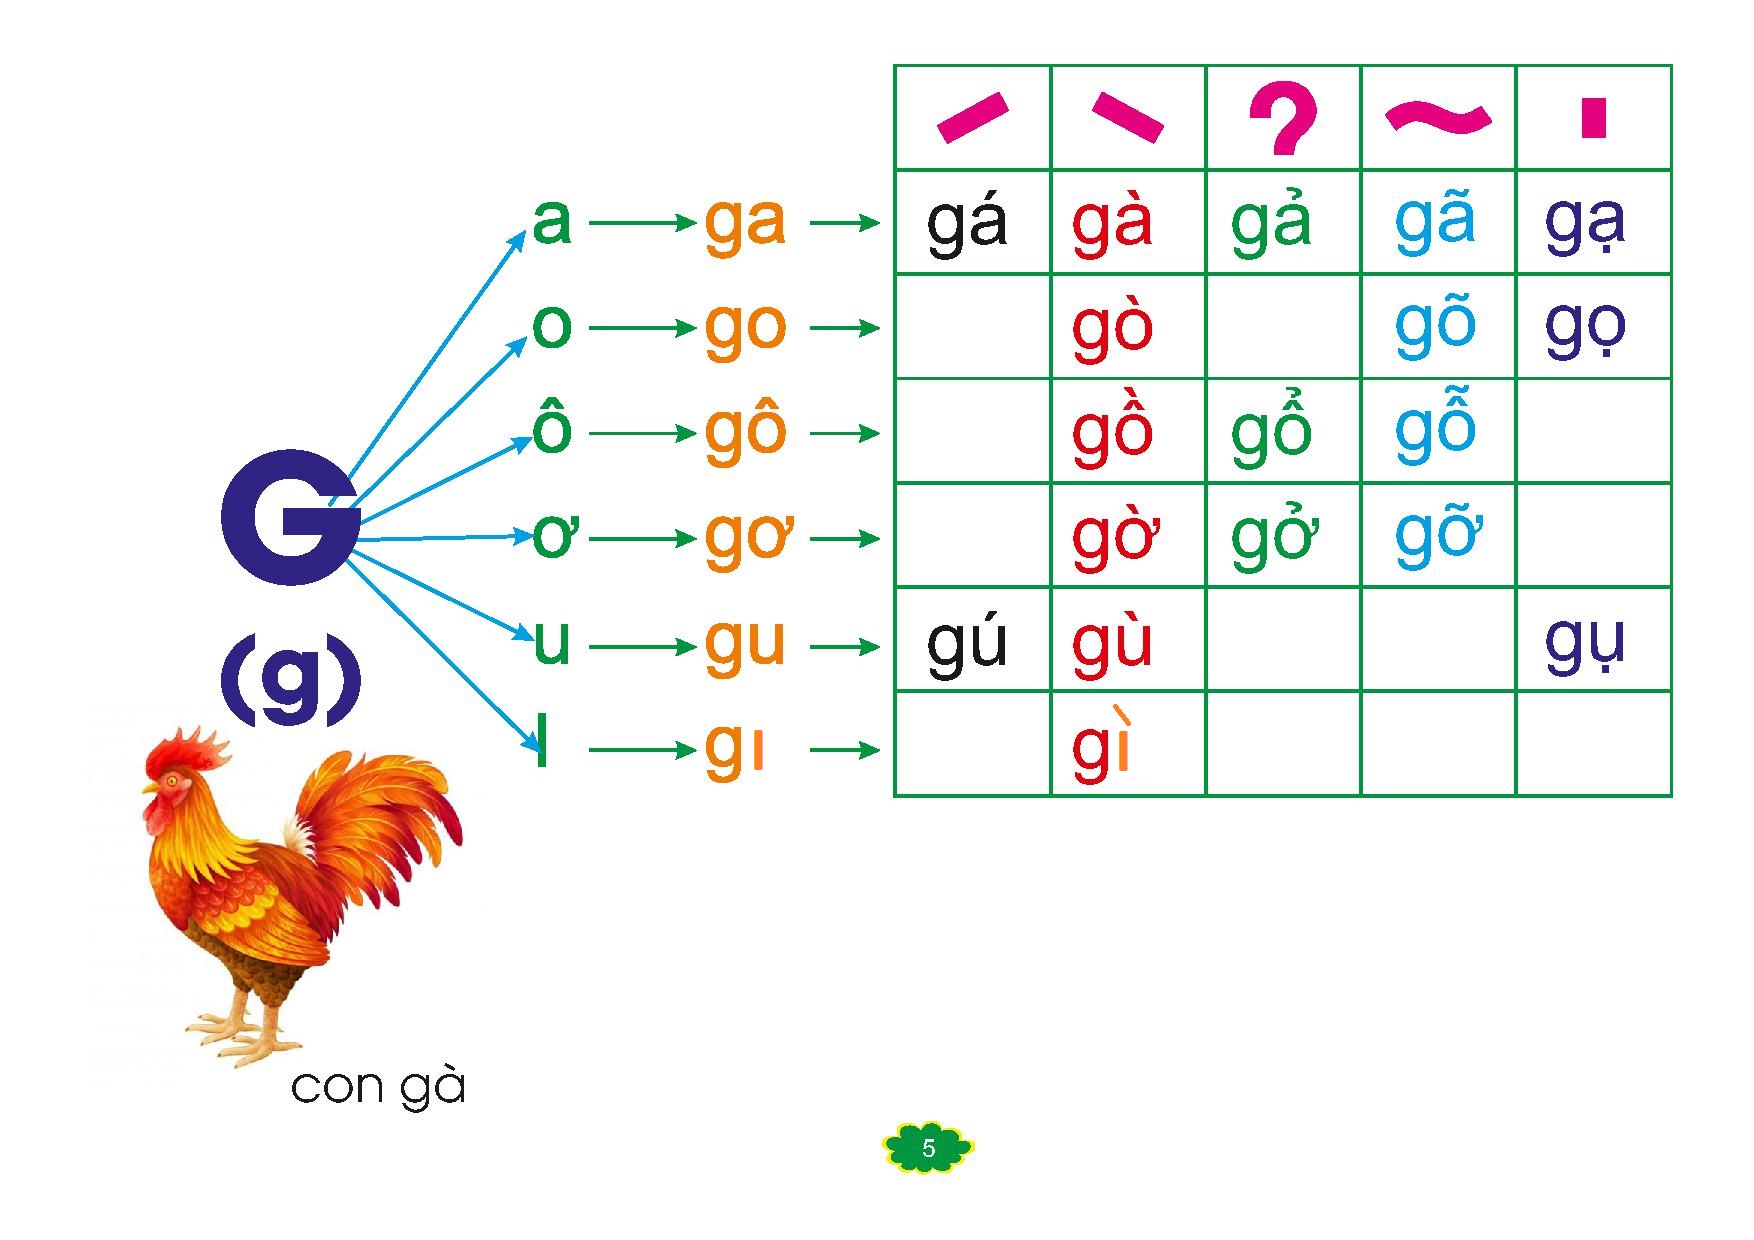 G
(g)
con gà
a ga gá gà gả gã gạ
o go gò gõ gọ
ô gô gồ gổ gỗ
ơ gơ gờ gở gỡ
u gu gú gù gụ
I gı gì
5